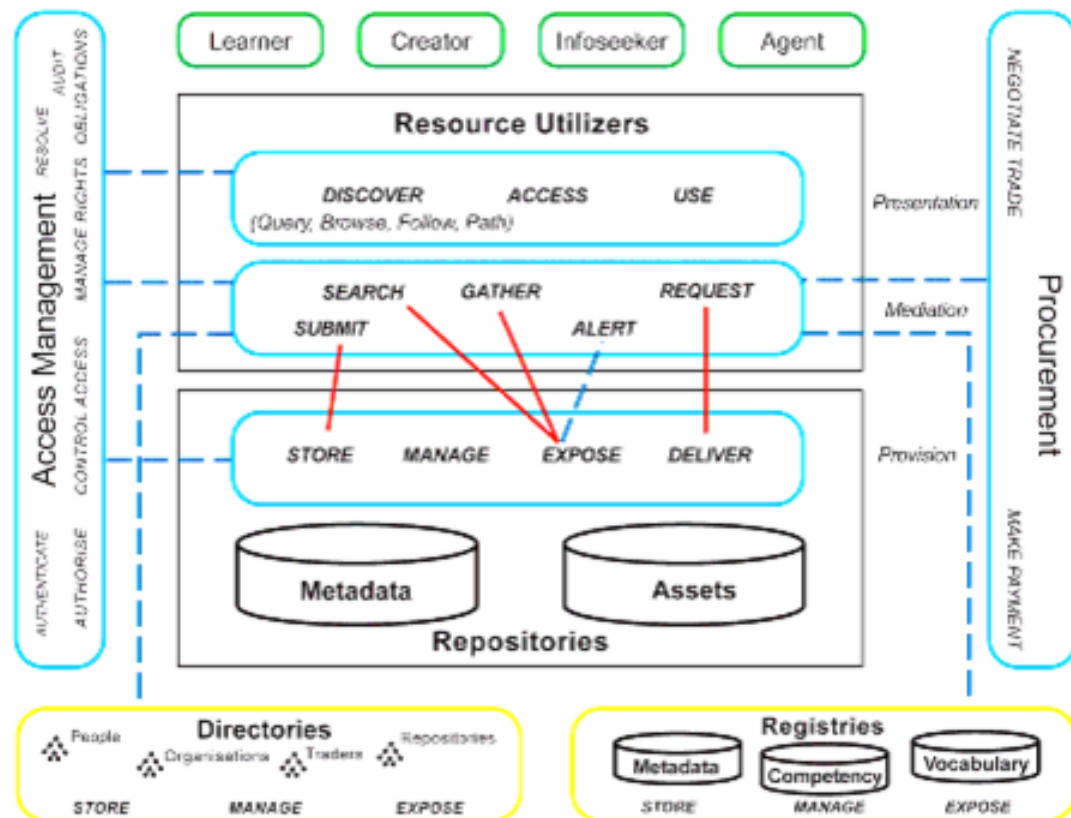 Learner
Creator
Infoseeker
Agent
Access Management
AUDIT
RESOLVE
OBLIGATIONS
MANAGE RIGHTS
CONTROL ACCESS
AUTHENTICATE
AUTHORISE
Resource Utilizers
DISCOVER ACCESS USE
(Query, Browse, Follow, Path)
Presentation
SEARCH GATHER REQUEST
SUBMIT ALERT
Mediation
STORE MANAGE EXPOSE DELIVER
Provision
Metadata
Assets
Repositories
NEGOTIATE TRADE
Procurement
MAKE PAYMENT
Directories
People
Organisations
Traders
Repositories
STORE MANAGE EXPOSE
Registries
Metadata
Competency
Vocabulary
STORE MANAGE EXPOSE